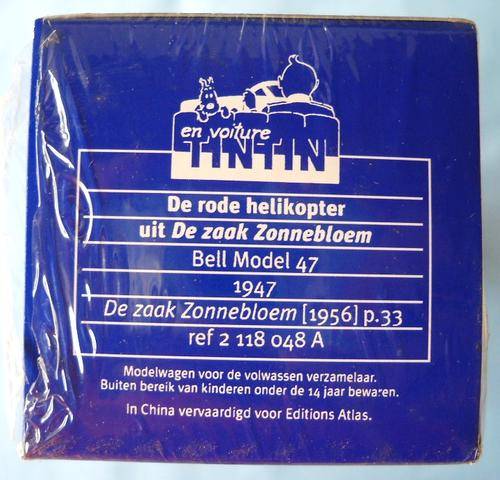 en voiture
TINTIN
De rode helikopter
uit De zaak Zonnebloem
Bell Model 47
1947
De zaak Zonnebloem [1956] p.33
ref 2 118 048 A
Modelwagen voor de volwassen verzamelaar.
Buiten bereik van kinderen onder de 14 jaar bewaren.
In China vervaardigd voor Editions Atlas.